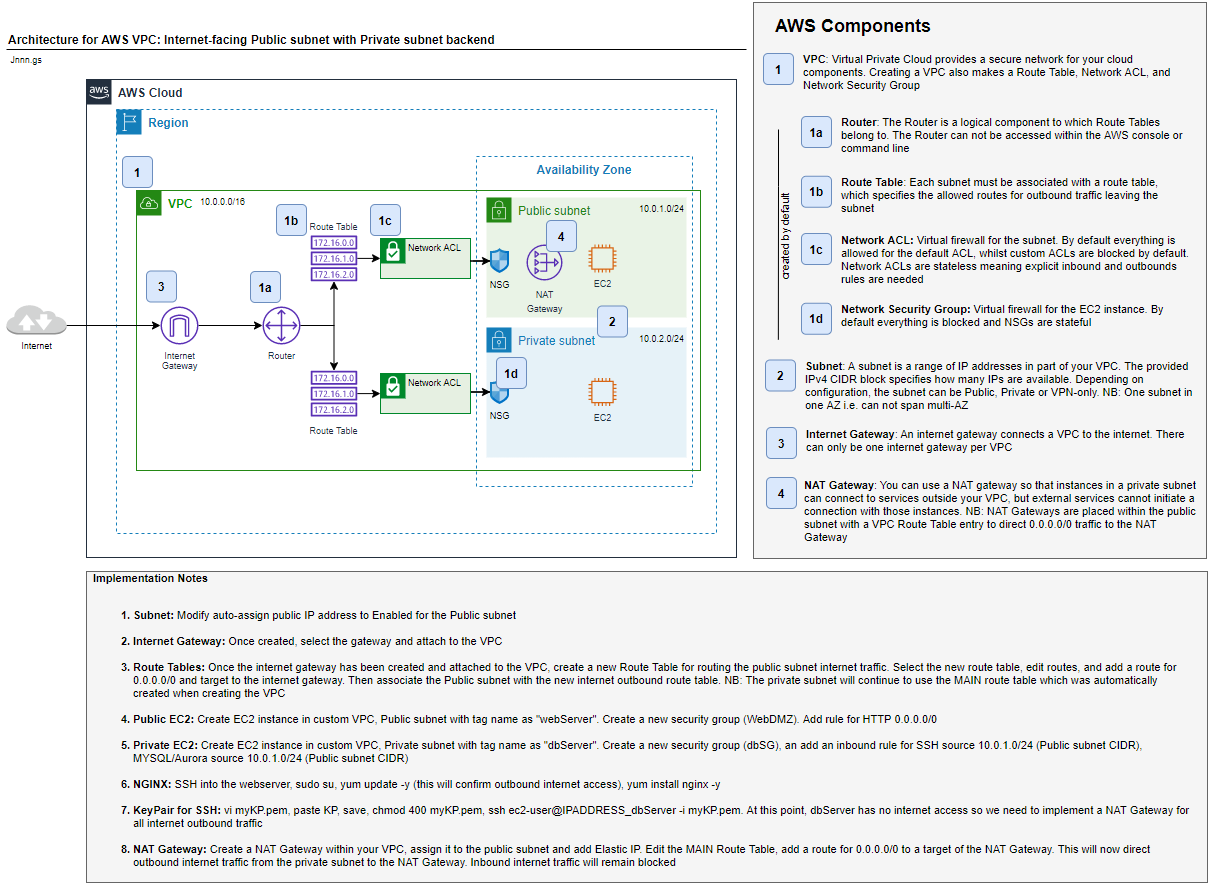 Architecture for AWS VPC: Internet-facing Public subnet with Private subnet backend
Jnnn.gs
aws
AWS Cloud
Region
1
Availability Zone
VPC
10.0.0.0/16
1b
Route Table
172.16.0.0
172.16.1.0
172.16.2.0
1c
Network ACL
Public subnet
10.0.1.0/24
4
NSG
NAT
Gateway
EC2
3
1a
Internet
Internet
Gateway
Router
2
Private subnet
10.0.2.0/24
1d
172.16.0.0
172.16.1.0
172.16.2.0
Route Table
Network ACL
NSG
EC2
AWS Components
1
VPC: Virtual Private Cloud provides a secure network for your cloud
components. Creating a VPC also makes a Route Table, Network ACL, and
Network Security Group
created by default
1a
Router: The Router is a logical component to which Route Tables
belong to. The Router can not be accessed within the AWS console or
command line
1b
Route Table: Each subnet must be associated with a route table,
which specifies the allowed routes for outbound traffic leaving the
subnet
1c
Network ACL: Virtual firewall for the subnet. By default everything is
allowed for the default ACL, whilst custom ACLs are blocked by default.
Network ACLs are stateless meaning explicit inbound and outbounds
rules are needed
1d
Network Security Group: Virtual firewall for the EC2 instance. By
default everything is blocked and NSGs are stateful
2
Subnet: A subnet is a range of IP addresses in part of your VPC. The provided
IPv4 CIDR block specifies how many IPs are available. Depending on
configuration, the subnet can be Public, Private or VPN-only. NB: One subnet in
one AZ i.e. can not span multi-AZ
3
Internet Gateway: An internet gateway connects a VPC to the internet. There
can only be one internet gateway per VPC
4
NAT Gateway: You can use a NAT gateway so that instances in a private subnet
can connect to services outside your VPC, but external services cannot initiate a
connection with those instances. NB: NAT Gateways are placed within the public
subnet with a VPC Route Table entry to direct 0.0.0.0/0 traffic to the NAT
Gateway
Implementation Notes
1. Subnet: Modify auto-assign public IP address to Enabled for the Public subnet
2. Internet Gateway: Once created, select the gateway and attach to the VPC
3. Route Tables: Once the internet gateway has been created and attached to the VPC, create a new Route Table for routing the public subnet internet traffic. Select the new route table, edit routes, and add a route for
0.0.0.0/0 and target to the internet gateway. Then associate the Public subnet with the new internet outbound route table. NB: The private subnet will continue to use the MAIN route table which was automatically
created when creating the VPC
4. Public EC2: Create EC2 instance in custom VPC, Public subnet with tag name as "webServer". Create a new security group (WebDMZ). Add rule for HTTP 0.0.0.0/0
5. Private EC2: Create EC2 instance in custom VPC, Private subnet with tag name as "dbServer". Create a new security group (dbSG), an add an inbound rule for SSH source 10.0.1.0/24 (Public subnet CIDR),
MYSQL/Aurora source 10.0.1.0/24 (Public subnet CIDR)
6. NGINX: SSH into the webserver, sudo su, yum update -y (this will confirm outbound internet access), yum install nginx -y
7. KeyPair for SSH: vi myKP.pem, paste KP, save, chmod 400 myKP.pem, ssh ec2-user@IPADDRESS_dbServer -i myKP.pem. At this point, dbServer has no internet access so we need to implement a NAT Gateway for
all internet outbound traffic
8. NAT Gateway: Create a NAT Gateway within your VPC, assign it to the public subnet and add Elastic IP. Edit the MAIN Route Table, add a route for 0.0.0.0/0 to a target of the NAT Gateway. This will now direct
outbound internet traffic from the private subnet to the NAT Gateway. Inbound internet traffic will remain blocked